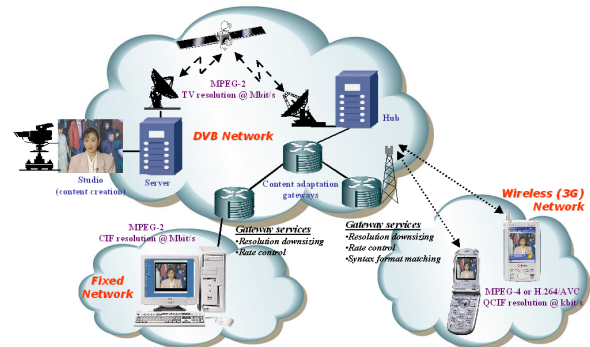 MPEG-2
TV resolution @ Mbit/s
DVB Network
Hub
Studio
(content creation)
Server
Content adaptation
gateways
Wireless (3G)
Network
MPEG-2
CIF resolution @ Mbit/s
Gateway services
•Resolution downsizing
•Rate control
Gateway services
•Resolution downsizing
•Rate control
•Syntax format matching
Fixed
Network
MPEG-4 or H.264/AVC
QCIF resolution @ kbit/s